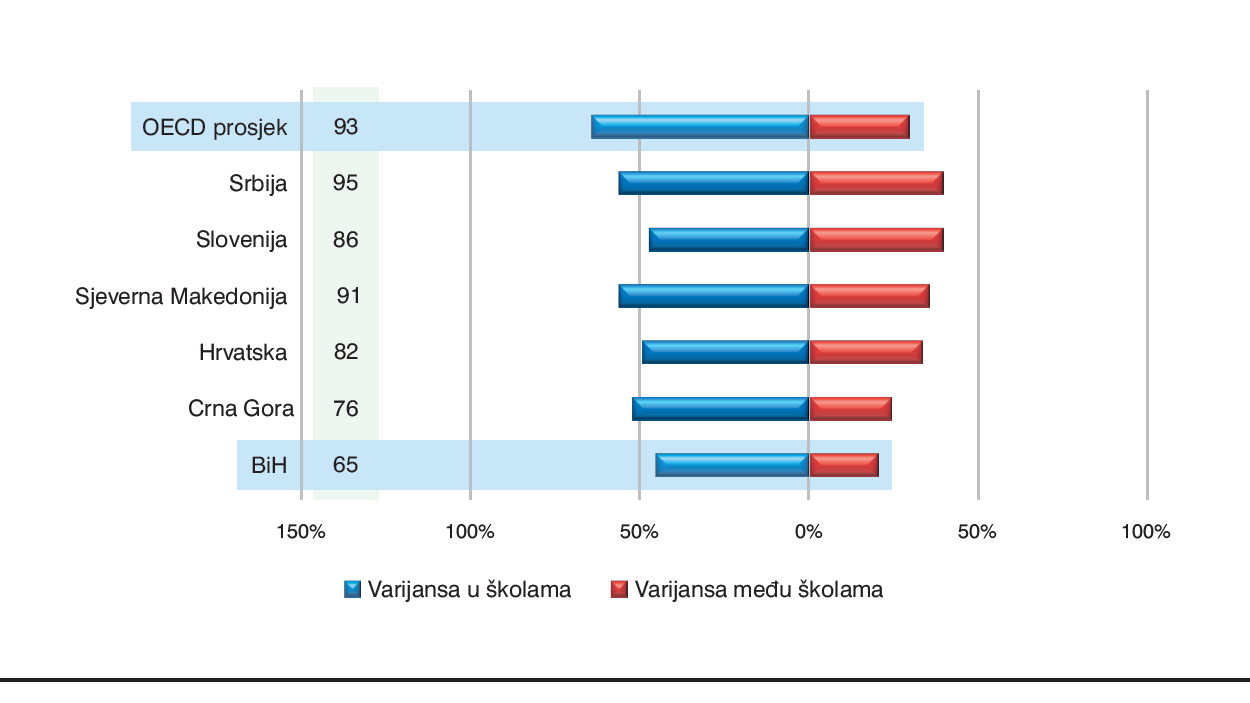 OECD prosjek 93
Srbija 95
Slovenija 86
Sjeverna Makedonija 91
Hrvatska 82
Crna Gora 76
BiH 65
150% 100% 50% 0% 50% 100%
Varijansa u školama Varijansa među školama